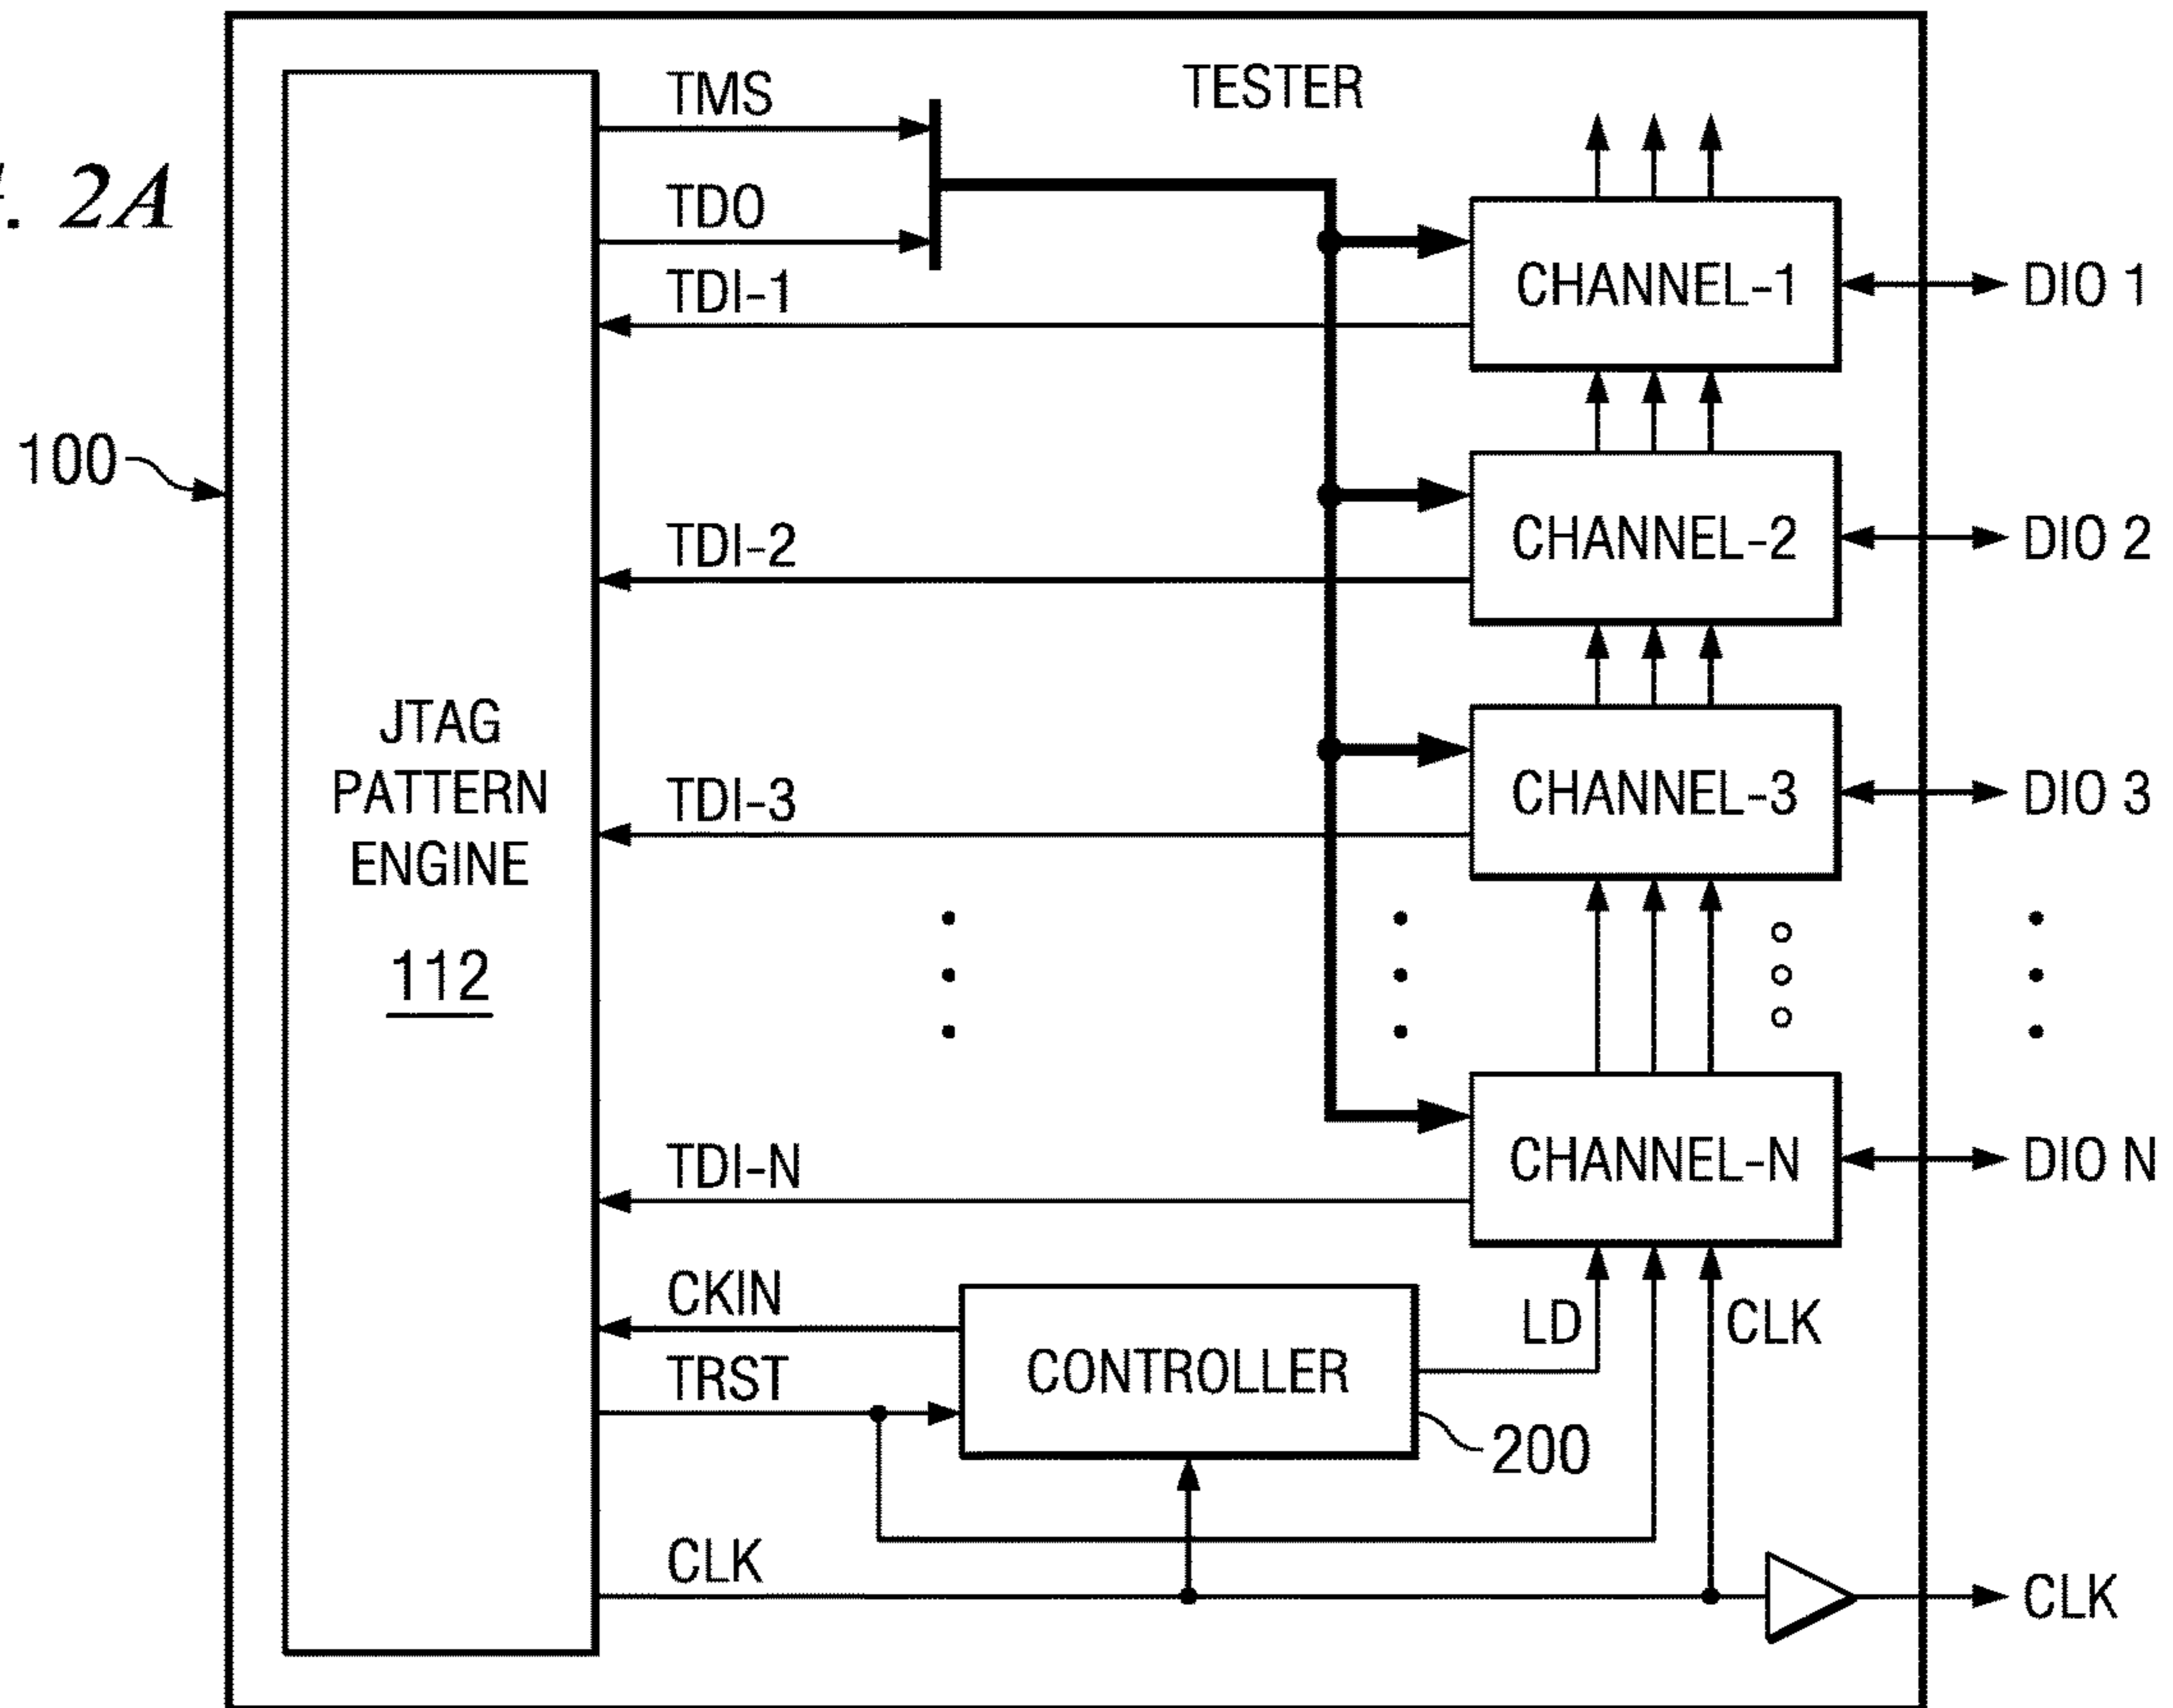 2A
TESTER
100
TMS
TDO
TDI-1
TDI-2
TDI-3
TDI-N
CKIN
TRST
CLK
JTAG
PATTERN
ENGINE
112
CHANNEL-1
CHANNEL-2
CHANNEL-3
CHANNEL-N
DIO 1
DIO 2
DIO 3
DIO N
CONTROLLER
LD
CLK
200
CLK